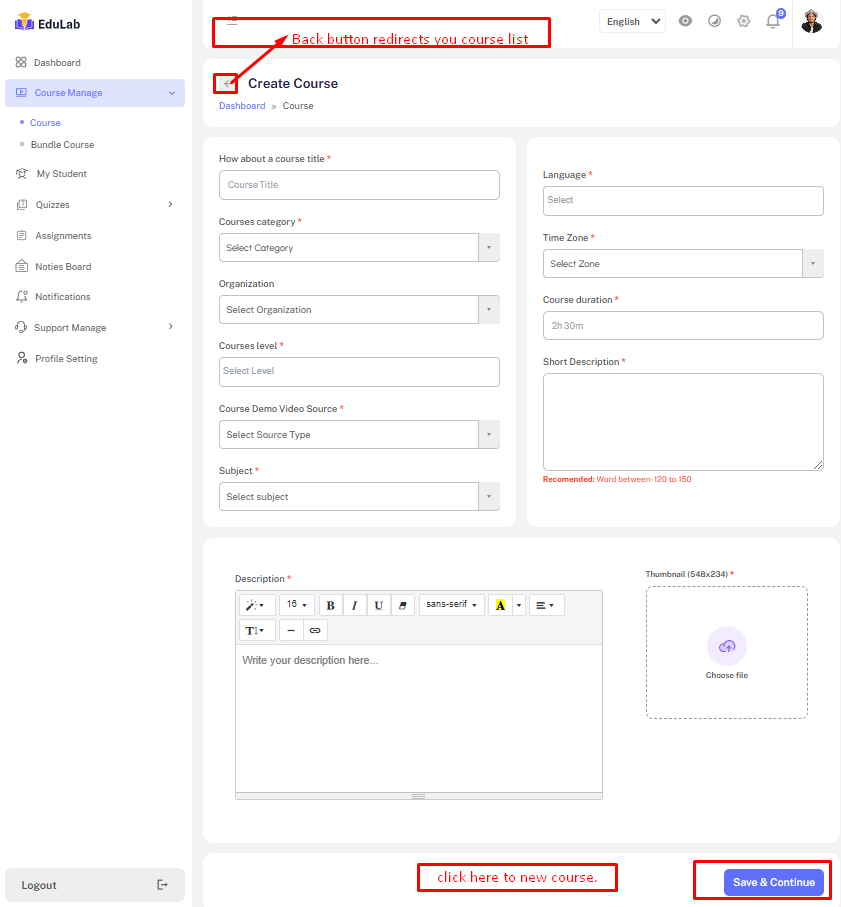 EduLab
Dashboard
Course Manage
Course
Bundle Course
My Student
Quizzes
Assignments
Noties Board
Notifications
Support Manage
Profile Setting
Logout
English
9
Back button redirects you course list
Create Course
Dashboard » Course
How about a course title *
Course Title
Courses category *
Select Category
Organization
Select Organization
Courses level *
Select Level
Course Demo Video Source *
Select Source Type
Subject *
Select subject
Language *
Select
Time Zone *
Select Zone
Course duration *
2h 30m
Short Description *
Recomended: Word between- 120 to 150
Description *
16 B I U sans-serif A
T
Write your description here...
Thumbnail (548x234) *
Choose file
click here to new course.
Save & Continue